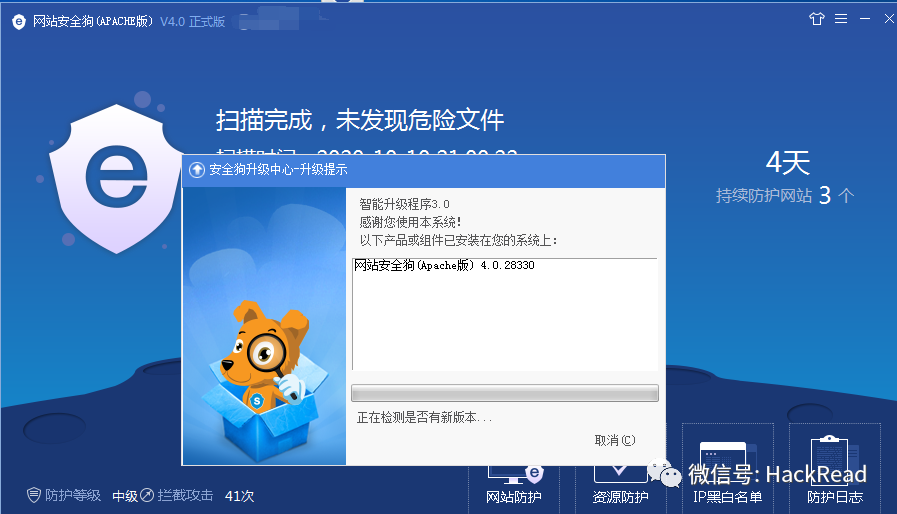 网站安全狗(APACHE版) V4.0 正式版
扫描完成，未发现危险文件
4天
持续防护网站 3 个
安全狗升级中心-升级提示
智能升级程序3.0
感谢您使用本系统!
以下产品或组件已安装在您的系统上:
网站安全狗(Apache版) 4.0.28330
正在检测是否有新版本...
取消(C)
防护等级 中级 拦截攻击 41次
网站防护
资源防护
IP黑白名单
防护日志
微信号: HackRead